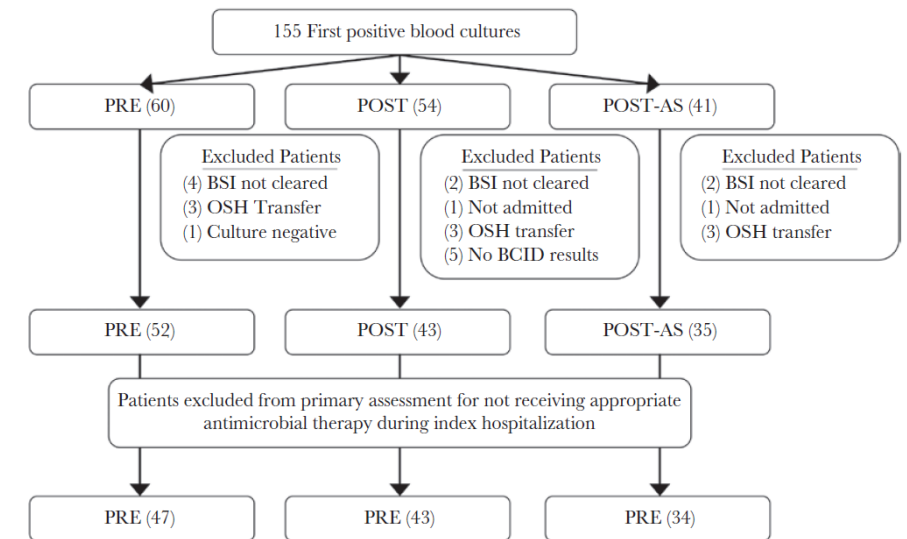 155 First positive blood cultures
PRE (60)
POST (54)
POST-AS (41)
Excluded Patients
(4) BSI not cleared
(3) OSH Transfer
(1) Culture negative
Excluded Patients
(2) BSI not cleared
(1) Not admitted
(3) OSH transfer
(5) No BCID results
Excluded Patients
(2) BSI not cleared
(1) Not admitted
(3) OSH transfer
PRE (52)
POST (43)
POST-AS (35)
Patients excluded from primary assessment for not receiving appropriate
antimicrobial therapy during index hospitalization
PRE (47)
PRE (43)
PRE (34)